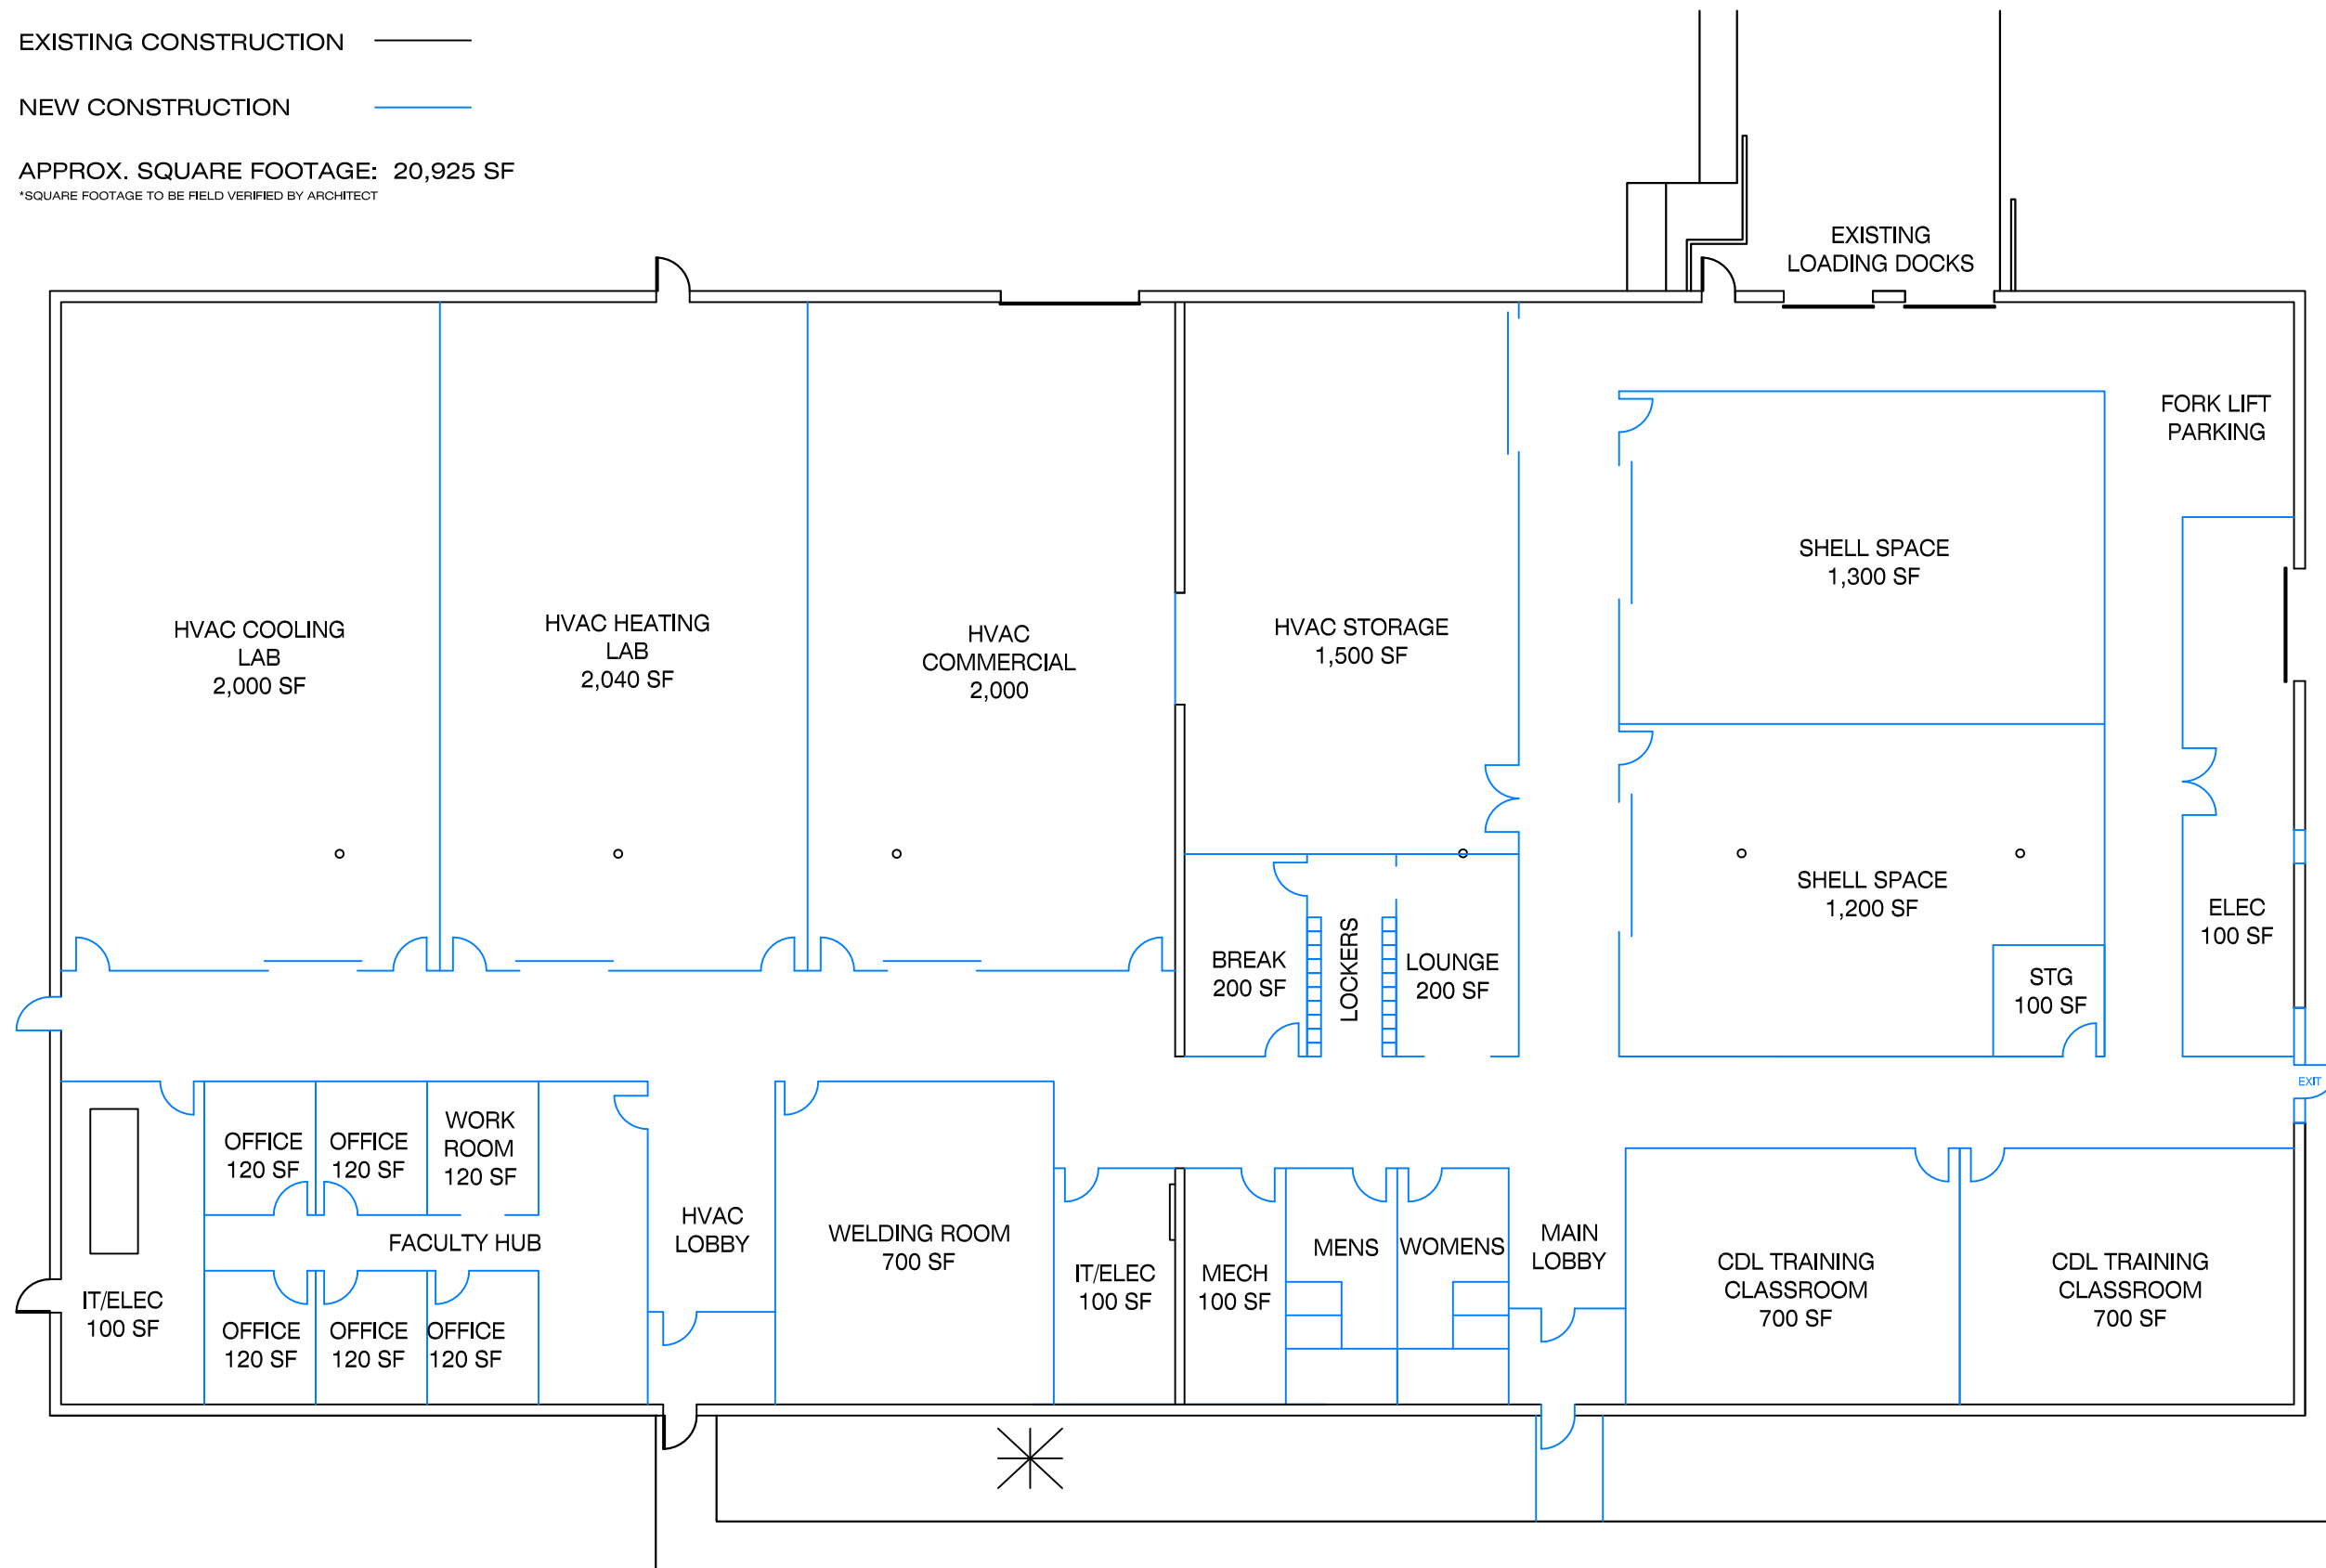 EXISTING CONSTRUCTION
NEW CONSTRUCTION
APPROX. SQUARE FOOTAGE: 20,925 SF
*SQUARE FOOTAGE TO BE FIELD VERIFIED BY ARCHITECT
EXISTING
LOADING DOCKS
FORK LIFT
PARKING
HVAC COOLING
LAB
2,000 SF
HVAC HEATING
LAB
2,040 SF
HVAC
COMMERCIAL
2,000
HVAC STORAGE
1,500 SF
SHELL SPACE
1,300 SF
SHELL SPACE
1,200 SF
BREAK
200 SF
LOCKERS
LOUNGE
200 SF
STG
100 SF
ELEC
100 SF
EXIT
OFFICE
120 SF
OFFICE
120 SF
WORK
ROOM
120 SF
FACULTY HUB
IT/ELEC
100 SF
OFFICE
120 SF
OFFICE
120 SF
OFFICE
120 SF
HVAC
LOBBY
WELDING ROOM
700 SF
IT/ELEC
100 SF
MECH
100 SF
MENS
WOMENS
MAIN
LOBBY
CDL TRAINING
CLASSROOM
700 SF
CDL TRAINING
CLASSROOM
700 SF